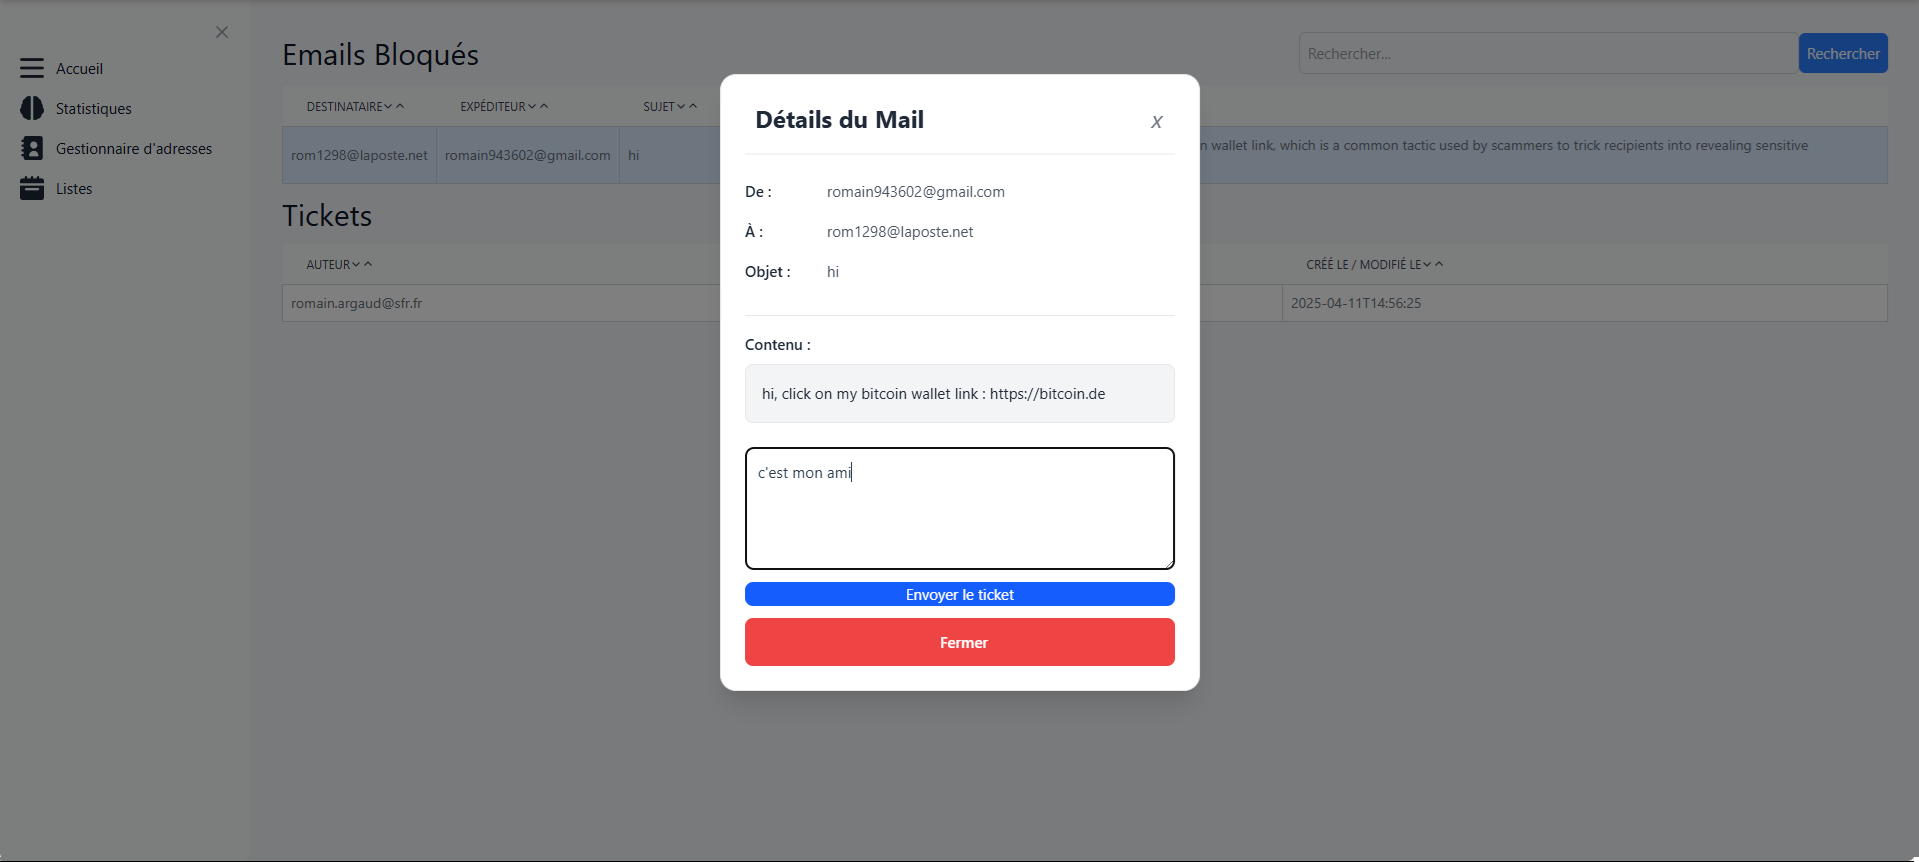 Accueil
Statistiques
Gestionnaire d'adresses
Listes
Emails Bloqués
Rechercher...
Rechercher
DESTINATAIRE
EXPÉDITEUR
SUJET
rom1298@laposte.net
romain943602@gmail.com
hi
wallet link, which is a common tactic used by scammers to trick recipients into revealing sensitive
Tickets
AUTEUR
CRÉÉ LE / MODIFIÉ LE
romain.argaud@sfr.fr
2025-04-11T14:56:25
Détails du Mail
x
De :
romain943602@gmail.com
À :
rom1298@laposte.net
Objet :
hi
Contenu :
hi, click on my bitcoin wallet link : https://bitcoin.de
c'est mon ami
Envoyer le ticket
Fermer